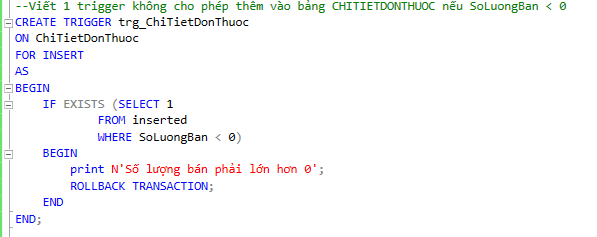 --Viết 1 trigger không cho phép thêm vào bảng CHITIETDONTHUOC nếu SoLuongBan < 0
CREATE TRIGGER trg_ChiTietDonThuoc
ON ChiTietDonThuoc
FOR INSERT
AS
BEGIN
    IF EXISTS (SELECT 1
            FROM inserted
            WHERE SoLuongBan < 0)
    BEGIN
        print N'Số lượng bán phải lớn hơn 0';
        ROLLBACK TRANSACTION;
    END
END;